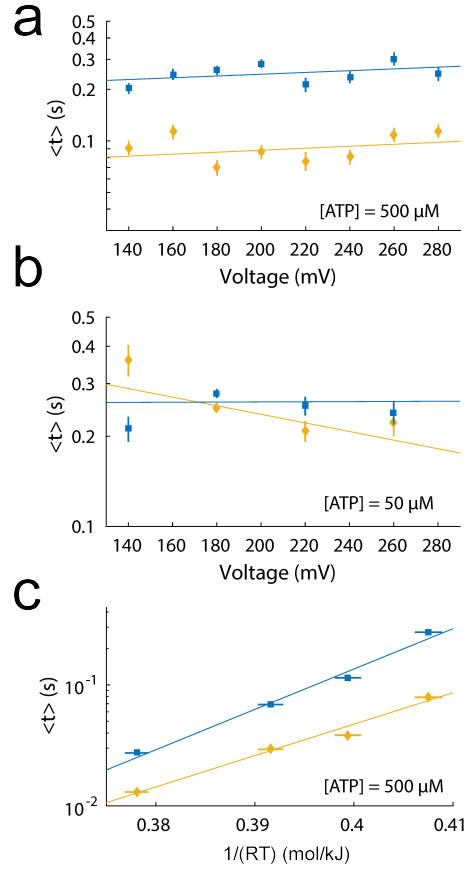 a
0.5
0.3
0.2
0.1
<t> (s)
[ATP] = 500 µM
140 160 180 200 220 240 260 280
Voltage (mV)
b
0.5
0.4
0.3
0.2
0.1
<t> (s)
[ATP] = 50 µM
140 160 180 200 220 240 260 280
Voltage (mV)
c
10-1
10-2
<t> (s)
[ATP] = 500 µM
0.38 0.39 0.4 0.41
1/(RT) (mol/kJ)